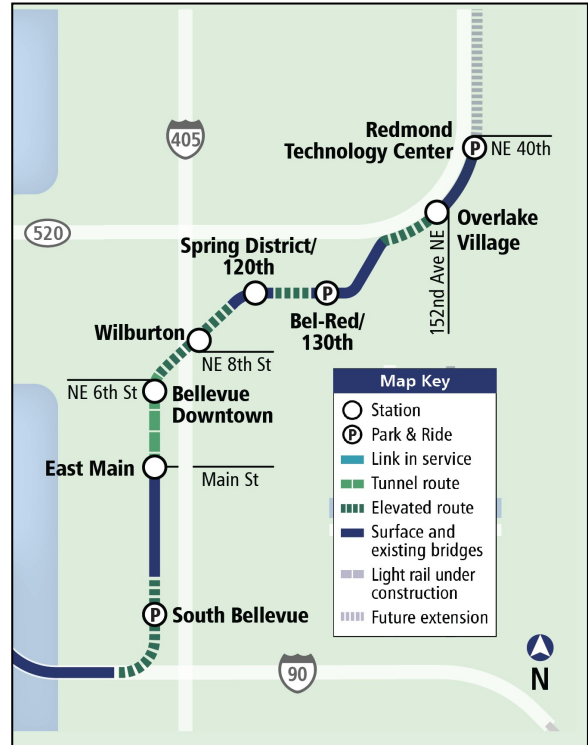 405
Redmond
Technology Center
P
NE 40th
520
Overlake
Village
Spring District/
120th
152nd Ave NE
P
Bel-Red/
130th
Wilburton
NE 8th St
NE 6th St
Bellevue
Downtown
Map Key
Station
P Park & Ride
Link in service
Tunnel route
Elevated route
Surface and
existing bridges
Light rail under
construction
Future extension
East Main
Main St
P
South Bellevue
90
N